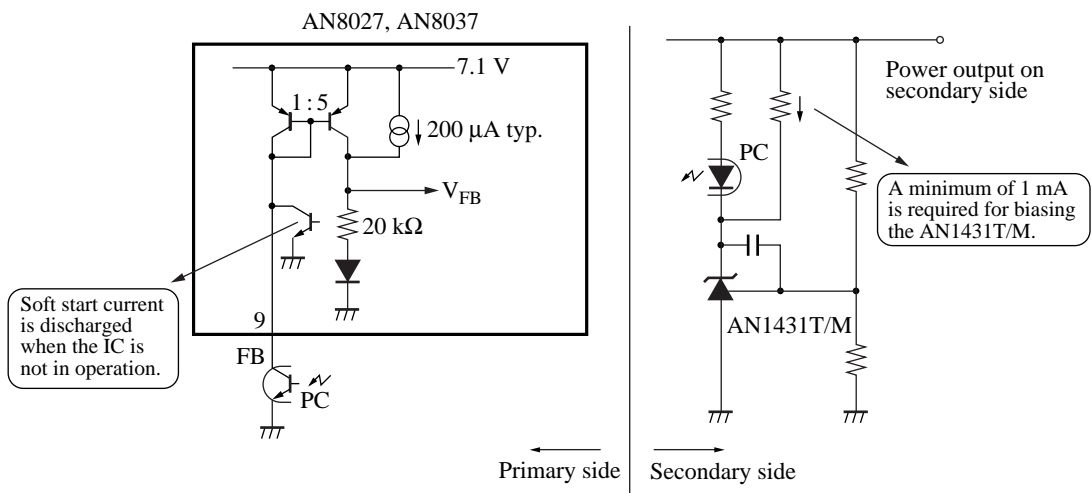 AN8027, AN8037
7.1 V
1 : 5
200 µA typ.
V_FB
20 kΩ
Soft start current
is discharged
when the IC is
not in operation.
9
FB
PC
Primary side
Power output on
secondary side
PC
A minimum of 1 mA
is required for biasing
the AN1431T/M.
AN1431T/M
Secondary side